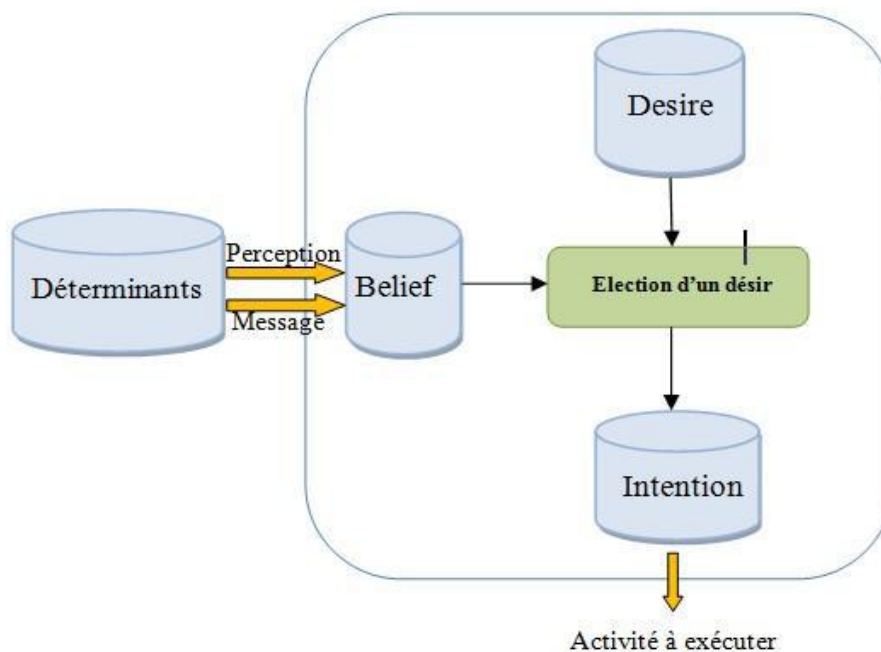 Desire
Perception
Déterminants
Belief
Election d'un désir
Message
Intention
Activité à exécuter